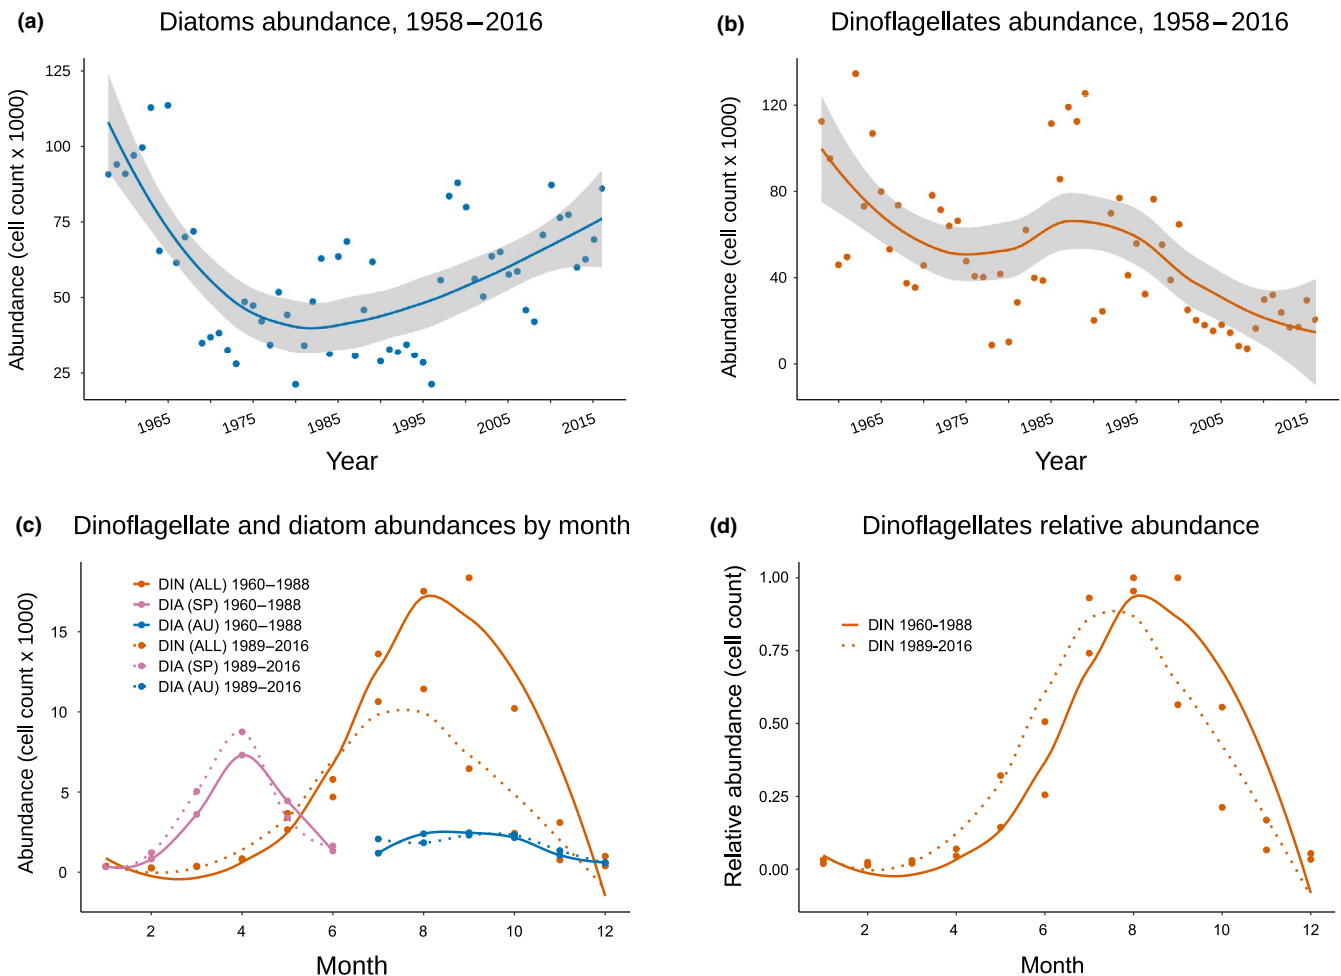 (a) Diatoms abundance, 1958–2016
Abundance (cell count x 1000)
125
100
75
50
25
1965 1975 1985 1995 2005 2015
Year
(b) Dinoflagellates abundance, 1958–2016
Abundance (cell count x 1000)
120
80
40
0
1965 1975 1985 1995 2005 2015
Year
(c) Dinoflagellate and diatom abundances by month
Abundance (cell count x 1000)
15
10
5
0
DIN (ALL) 1960–1988
DIA (SP) 1960–1988
DIA (AU) 1960–1988
DIN (ALL) 1989–2016
DIA (SP) 1989–2016
DIA (AU) 1989–2016
2 4 6 8 10 12
Month
(d) Dinoflagellates relative abundance
Relative abundance (cell count)
1.00
0.75
0.50
0.25
0.00
DIN 1960-1988
DIN 1989-2016
2 4 6 8 10 12
Month